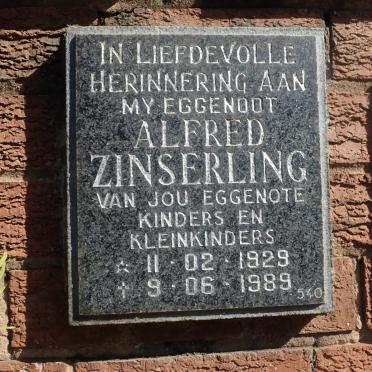 IN LIEFDEVOLLE
HERINNERING AAN
MY EGGENOOT
ALFRED
ZINSERLING
VAN JOU EGGENOTE
KINDERS EN
KLEINKINDERS
☆ 11 · 02 · 1929
✝ 9 · 06 · 1989
540